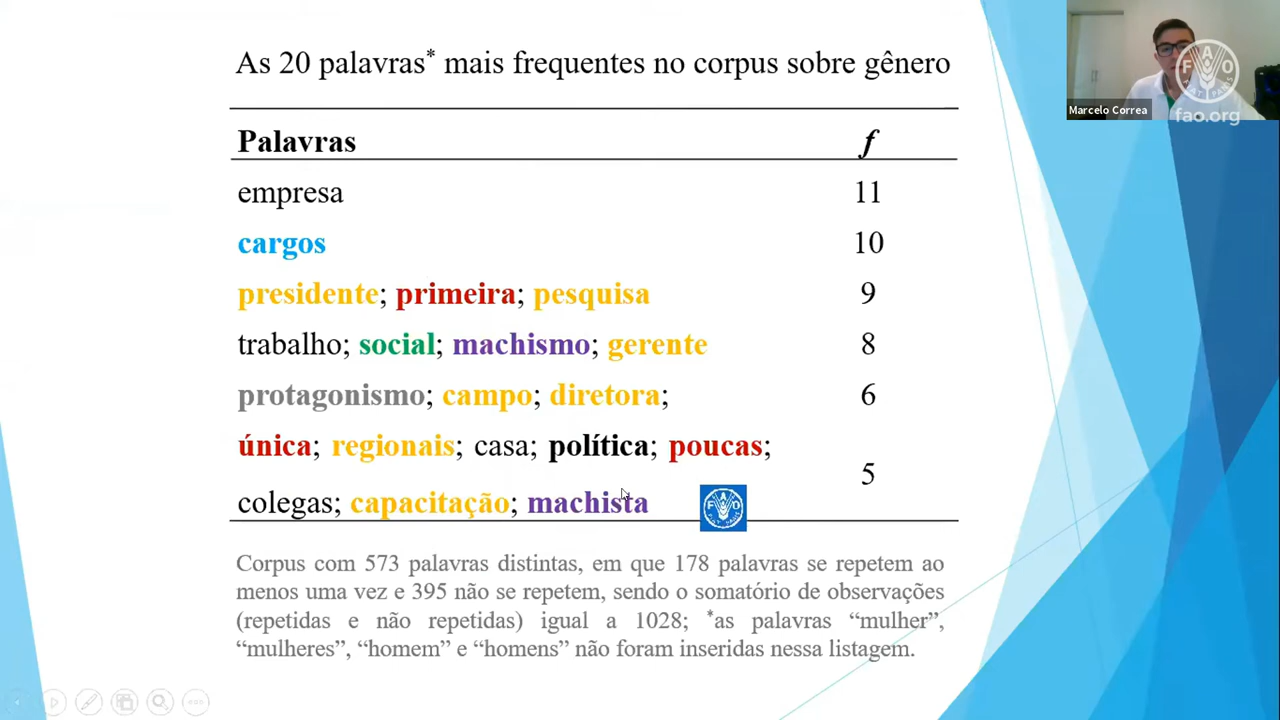 As 20 palavras* mais frequentes no corpus sobre gênero
Palavras f
empresa 11
cargos 10
presidente; primeira; pesquisa 9
trabalho; social; machismo; gerente 8
protagonismo; campo; diretora; 6
única; regionais; casa; política; poucas;
5
colegas; capacitação; machista
F A O
FIAT PANIS
Corpus com 573 palavras distintas, em que 178 palavras se repetem ao
menos uma vez e 395 não se repetem, sendo o somatório de observações
(repetidas e não repetidas) igual a 1028; *as palavras “mulher”,
“mulheres”, “homem” e “homens” não foram inseridas nessa listagem.
F A O
FIAT PANIS
fao.org
Marcelo Correa